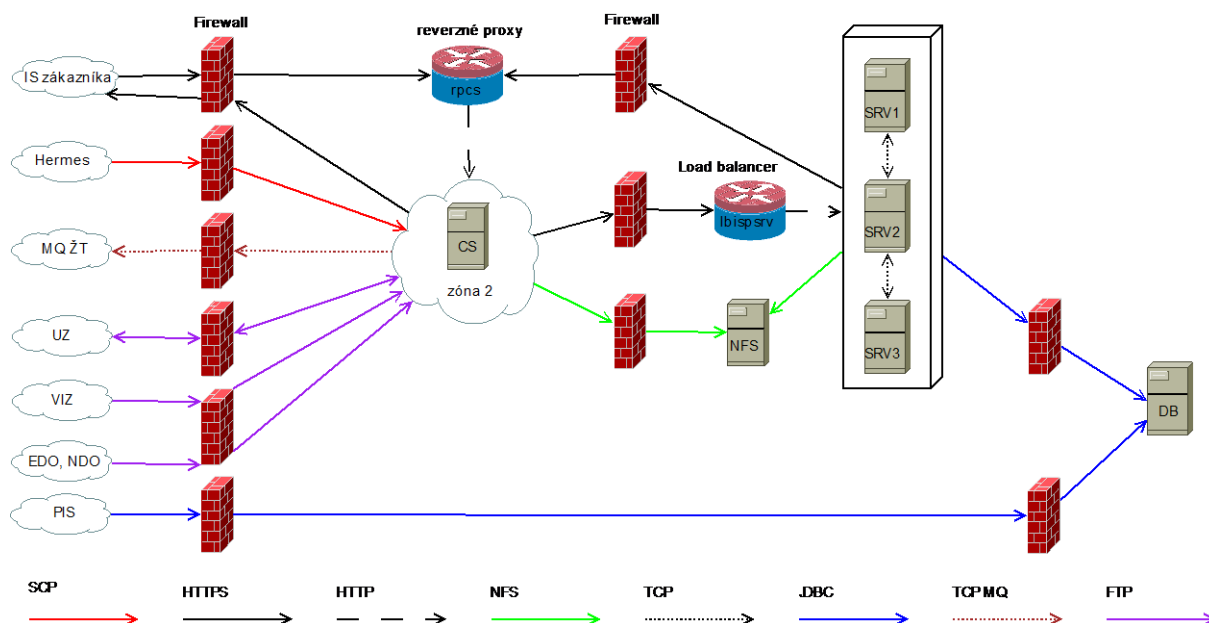 Firewall
reverzné proxy
Firewall
IS zákazníka
rpcs
SRV1
Hermes
Load balancer
lbispsrv
SRV2
MQ ŽT
CS
zóna 2
UZ
NFS
SRV3
VIZ
DB
EDO, NDO
PIS
SCP
HTTPS
HTTP
NFS
TCP
JDBC
TCP MQ
FTP